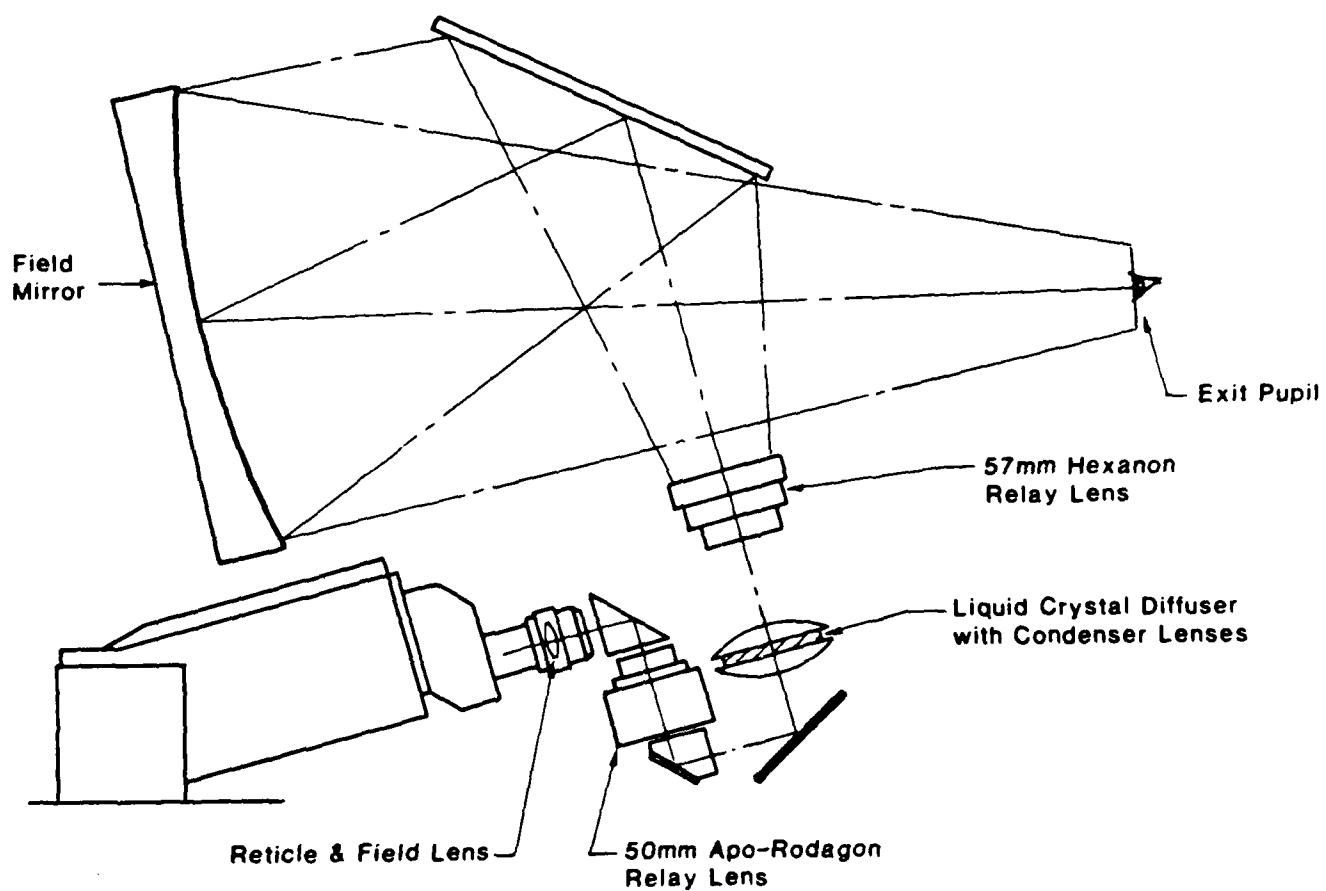 Field
Mirror
Exit Pupil
57mm Hexanon
Relay Lens
Liquid Crystal Diffuser
with Condenser Lenses
Reticle & Field Lens
50mm Apo-Rodagon
Relay Lens